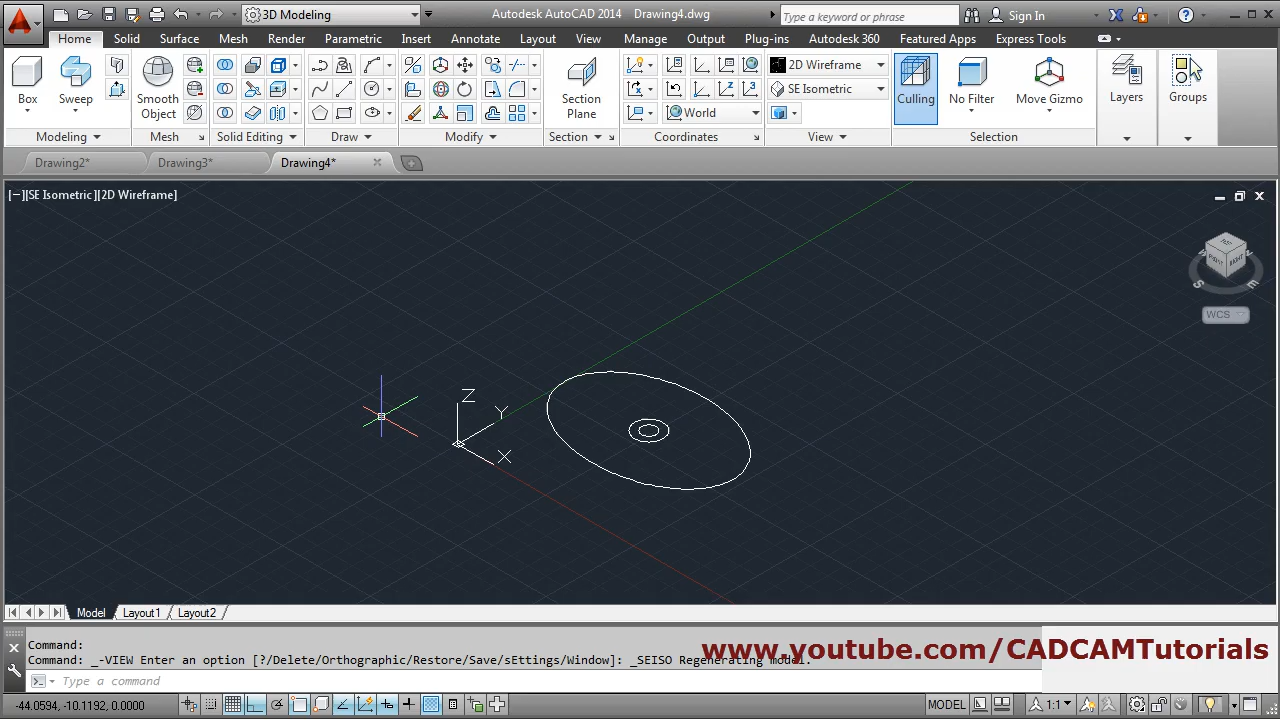 3D Modeling
Autodesk AutoCAD 2014 Drawing4.dwg
Type a keyword or phrase
Sign In
Home Solid Surface Mesh Render Parametric Insert Annotate Layout View Manage Output Plug-ins Autodesk 360 Featured Apps Express Tools
Box
Sweep
Smooth
Object
Section
Plane
World
2D Wireframe
SE Isometric
Culling
No Filter
Move Gizmo
Layers
Groups
Modeling
Mesh
Solid Editing
Draw
Modify
Section
Coordinates
View
Selection
Drawing2*
Drawing3*
Drawing4*
[−][SE Isometric][2D Wireframe]
TOP
FRONT
RIGHT
S
E
WCS
Z
Y
X
Model
Layout1
Layout2
Command:
Command: _-VIEW Enter an option [?/Delete/Orthographic/Restore/Save/sEttings/Window]: _SEISO Regenerating model.
Type a command
www.youtube.com/CADCAMTutorials
-44.0594, -10.1192, 0.0000
MODEL
1:1